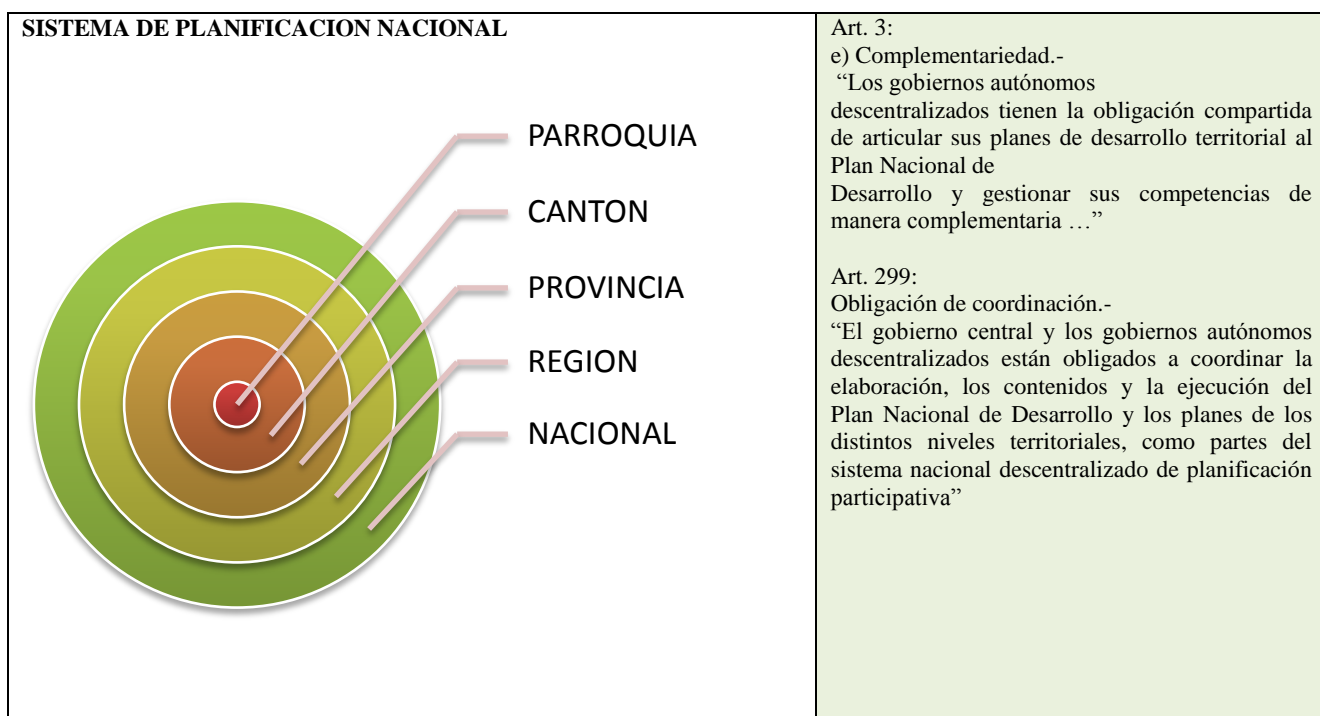 SISTEMA DE PLANIFICACION NACIONAL
PARROQUIA
CANTON
PROVINCIA
REGION
NACIONAL
Art. 3:
e) Complementariedad.-
“Los gobiernos autónomos
descentralizados tienen la obligación compartida
de articular sus planes de desarrollo territorial al
Plan Nacional de
Desarrollo y gestionar sus competencias de
manera complementaria …”
Art. 299:
Obligación de coordinación.-
“El gobierno central y los gobiernos autónomos
descentralizados están obligados a coordinar la
elaboración, los contenidos y la ejecución del
Plan Nacional de Desarrollo y los planes de los
distintos niveles territoriales, como partes del
sistema nacional descentralizado de planificación
participativa”